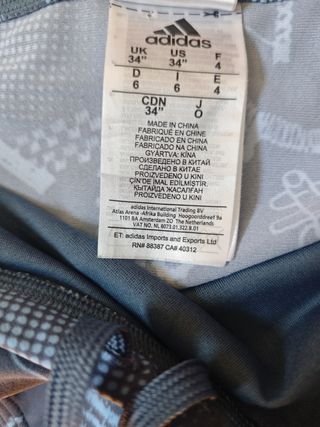 adidas
UK US F
34" 34" 4
D I E
6 6 4
CDN J
34" O
MADE IN CHINA
FABRIQUÉ EN CHINE
FABRICADO EN CHINA
FABRICADO NA CHINA
GYÁRTVA: KÍNA
ПРОИЗВЕДЕНО В КИТАЙ
СДЕЛАНО В КИТАЕ
PROIZVEDENO U KINI
ÇİN'DE İMAL EDİLMİŞTİR.
ҚЫТАЙДА ЖАСАЛҒАН
PROIZVEDENO U KINI
adidas International Trading BV
Atlas Arena -Afrika Building Hoogoorddreef 9a
1101 BA Amsterdam ZO The Netherlands
VAT NO. NL 8073.01.322.B.01
ET: adidas Imports and Exports Ltd
RN# 88387 CA# 40312